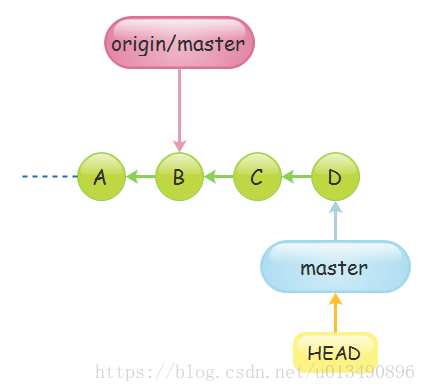 origin/master
A B C D
master
HEAD
https://blog.csdn.net/u013490896